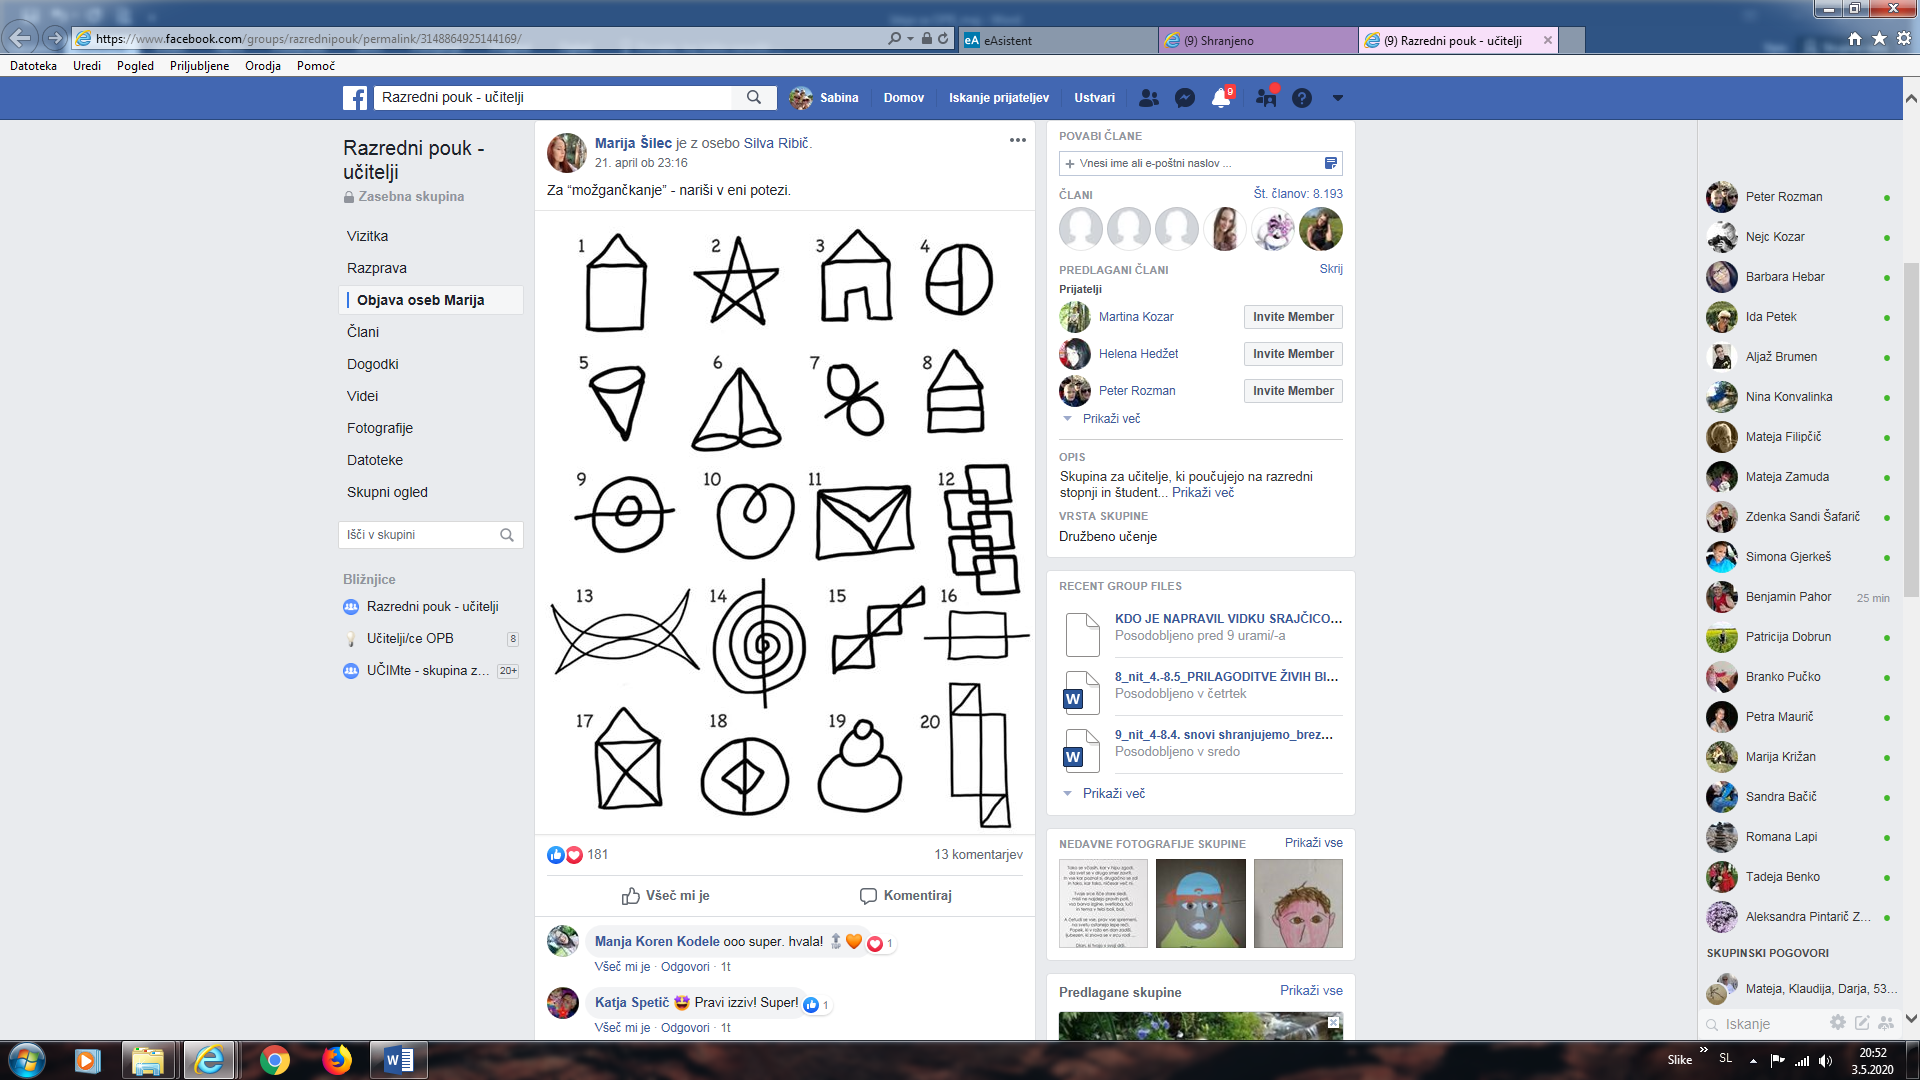 https://www.facebook.com/groups/razrednipouk/permalink/3148864925144169/
eAsistent
(9) Shranjeno
(9) Razredni pouk - učitelji
Datoteka Uredi Pogled Priljubljene Orodja Pomoč
Razredni pouk - učitelji
Sabina Domov Iskanje prijateljev Ustvari
9
Razredni pouk -
učitelji
Zasebna skupina
Vizitka
Razprava
Objava oseb Marija
Člani
Dogodki
Videi
Fotografije
Datoteke
Skupni ogled
Išči v skupini
Bližnjice
Razredni pouk - učitelji
Učitelji/ce OPB 8
UČIMte - skupina z... 20+
Marija Šilec je z osebo Silva Ribič.
21. april ob 23:16
Za “možgančkanje” - nariši v eni potezi.
1 2 3 4
5 6 7 8
9 10 11 12
13 14 15 16
17 18 19 20
181
13 komentarjev
Všeč mi je
Komentiraj
Manja Koren Kodele ooo super. hvala! 🧡 1
Všeč mi je · Odgovori · 1t
Katja Spetič 🤩 Pravi izziv! Super! 1
Všeč mi je · Odgovori · 1t
POVABI ČLANE
+ Vnesi ime ali e-poštni naslov ...
ČLANI
Št. članov: 8.193
PREDLAGANI ČLANI
Skrij
Prijatelji
Martina Kozar Invite Member
Helena Hedžet Invite Member
Peter Rozman Invite Member
Prikaži več
OPIS
Skupina za učitelje, ki poučujejo na razredni
stopnji in študent... Prikaži več
VRSTA SKUPINE
Družbeno učenje
RECENT GROUP FILES
KDO JE NAPRAVIL VIDKU SRAJČICO...
Posodobljeno pred 9 urami/-a
8_nit_4.-8.5_PRILAGODITVE ŽIVIH BI...
Posodobljeno v četrtek
9_nit_4-8.4. snovi shranjujemo_brez...
Posodobljeno v sredo
Prikaži več
NEDAVNE FOTOGRAFIJE SKUPINE
Prikaži vse
Predlagane skupine
Prikaži vse
Peter Rozman
Nejc Kozar
Barbara Hebar
Ida Petek
Aljaž Brumen
Nina Konvalinka
Mateja Filipčič
Mateja Zamuda
Zdenka Sandi Šafarič
Simona Gjerkeš
Benjamin Pahor 25 min
Patricija Dobrun
Branko Pučko
Petra Maurič
Marija Križan
Sandra Bačič
Romana Lapi
Tadeja Benko
Aleksandra Pintarič Z...
SKUPINSKI POGOVORI
Mateja, Klaudija, Darja, 53...
Iskanje
Slike
SL
20:52
3.5.2020